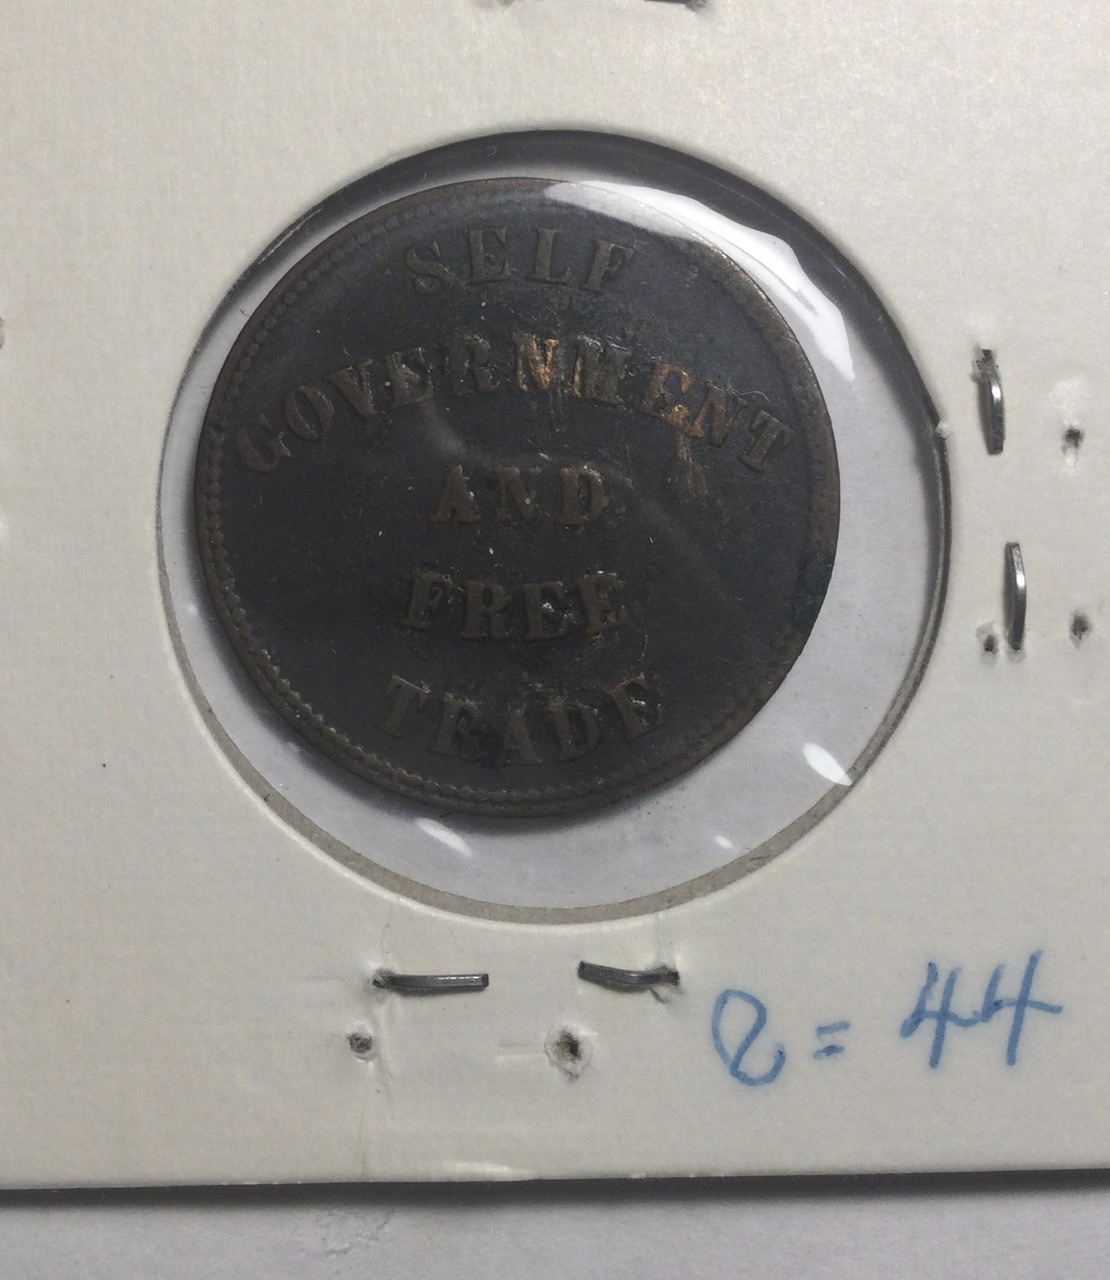 SELF
GOVERNMENT
AND
FREE
TRADE
2=44